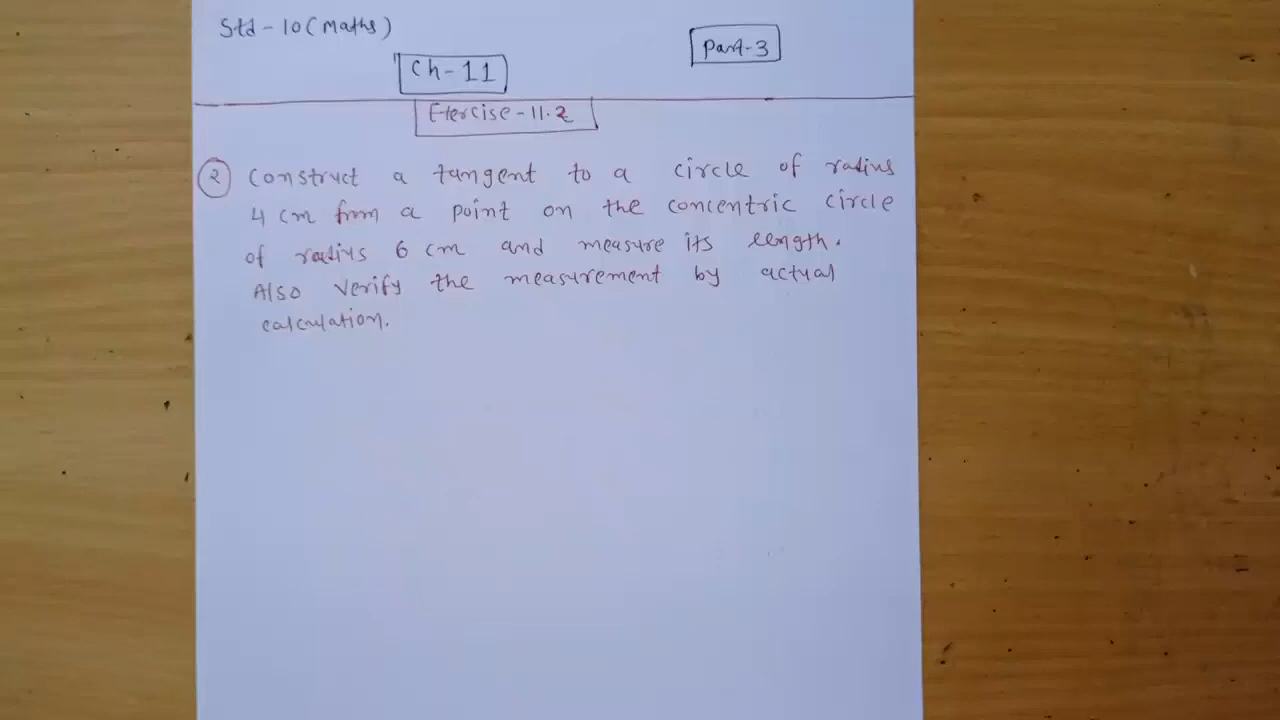 Std - 10 (Maths)
Part-3
Ch - 11
Exercise - 11.2
2 Construct a tangent to a circle of radius
4 cm from a point on the concentric circle
of radius 6 cm and measure its length.
Also verify the measurement by actual
calculation.